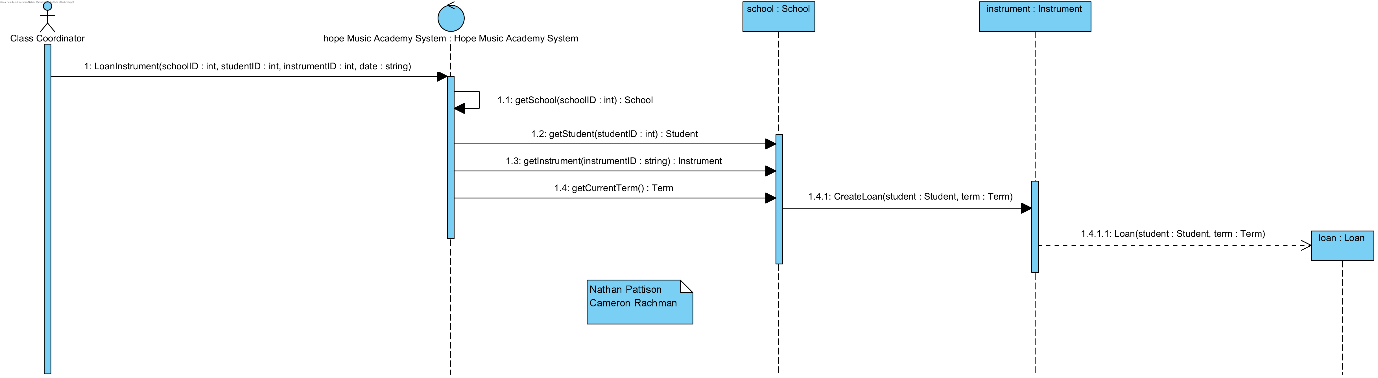 school : School
instrument : Instrument
Class Coordinator
hope Music Academy System : Hope Music Academy System
1: LoanInstrument(schoolID : int, studentID : int, instrumentID : int, date : string)
1.1: getSchool(schoolID : int) : School
1.2: getStudent(studentID : int) : Student
1.3: getInstrument(instrumentID : string) : Instrument
1.4: getCurrentTerm() : Term
1.4.1: CreateLoan(student : Student, term : Term)
1.4.1.1: Loan(student : Student, term : Term)
loan : Loan
Nathan Pattison
Cameron Rachman